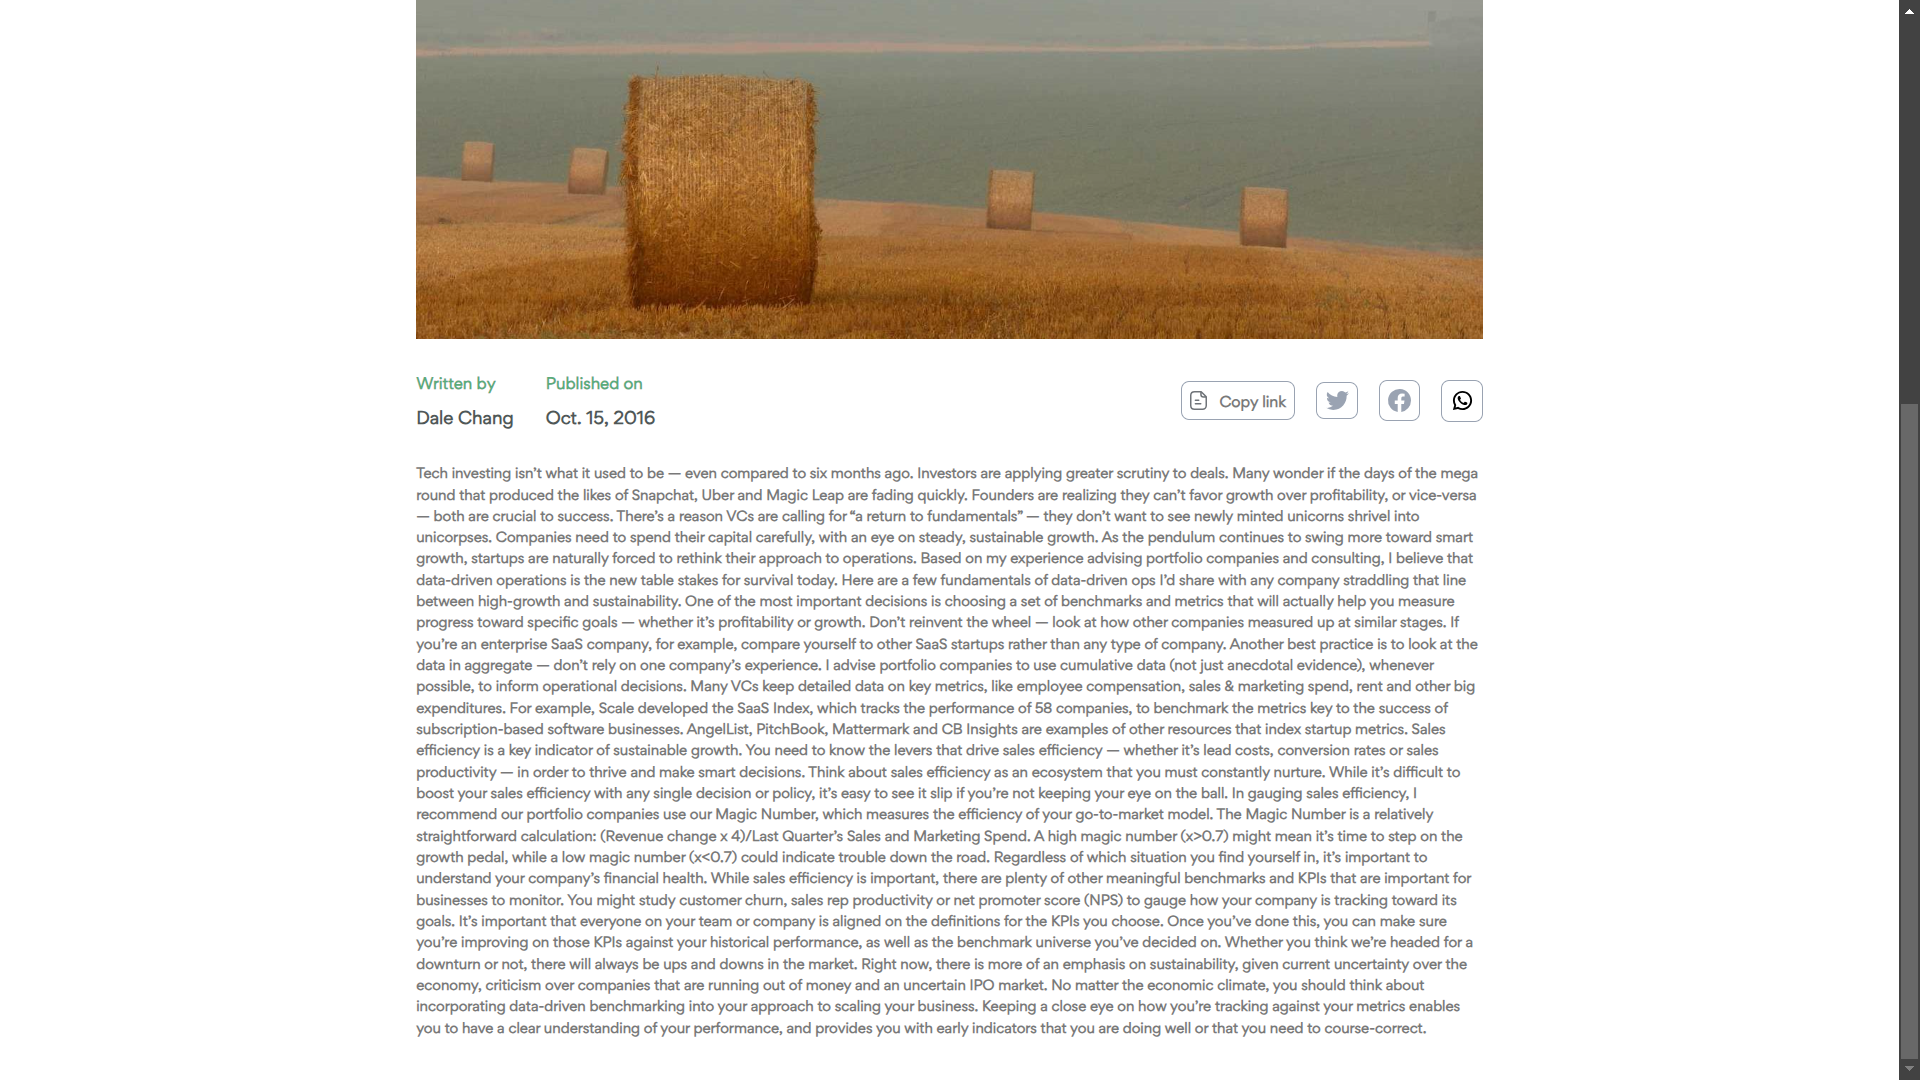 Written by
Published on
Dale Chang
Oct. 15, 2016
Copy link
Tech investing isn’t what it used to be — even compared to six months ago. Investors are applying greater scrutiny to deals. Many wonder if the days of the mega
round that produced the likes of Snapchat, Uber and Magic Leap are fading quickly. Founders are realizing they can’t favor growth over profitability, or vice-versa
— both are crucial to success. There’s a reason VCs are calling for “a return to fundamentals” — they don’t want to see newly minted unicorns shrivel into
unicorpses. Companies need to spend their capital carefully, with an eye on steady, sustainable growth. As the pendulum continues to swing more toward smart
growth, startups are naturally forced to rethink their approach to operations. Based on my experience advising portfolio companies and consulting, I believe that
data-driven operations is the new table stakes for survival today. Here are a few fundamentals of data-driven ops I’d share with any company straddling that line
between high-growth and sustainability. One of the most important decisions is choosing a set of benchmarks and metrics that will actually help you measure
progress toward specific goals — whether it’s profitability or growth. Don’t reinvent the wheel — look at how other companies measured up at similar stages. If
you’re an enterprise SaaS company, for example, compare yourself to other SaaS startups rather than any type of company. Another best practice is to look at the
data in aggregate — don’t rely on one company’s experience. I advise portfolio companies to use cumulative data (not just anecdotal evidence), whenever
possible, to inform operational decisions. Many VCs keep detailed data on key metrics, like employee compensation, sales & marketing spend, rent and other big
expenditures. For example, Scale developed the SaaS Index, which tracks the performance of 58 companies, to benchmark the metrics key to the success of
subscription-based software businesses. AngelList, PitchBook, Mattermark and CB Insights are examples of other resources that index startup metrics. Sales
efficiency is a key indicator of sustainable growth. You need to know the levers that drive sales efficiency — whether it’s lead costs, conversion rates or sales
productivity — in order to thrive and make smart decisions. Think about sales efficiency as an ecosystem that you must constantly nurture. While it’s difficult to
boost your sales efficiency with any single decision or policy, it’s easy to see it slip if you’re not keeping your eye on the ball. In gauging sales efficiency, I
recommend our portfolio companies use our Magic Number, which measures the efficiency of your go-to-market model. The Magic Number is a relatively
straightforward calculation: (Revenue change x 4)/Last Quarter’s Sales and Marketing Spend. A high magic number (x>0.7) might mean it’s time to step on the
growth pedal, while a low magic number (x<0.7) could indicate trouble down the road. Regardless of which situation you find yourself in, it’s important to
understand your company’s financial health. While sales efficiency is important, there are plenty of other meaningful benchmarks and KPIs that are important for
businesses to monitor. You might study customer churn, sales rep productivity or net promoter score (NPS) to gauge how your company is tracking toward its
goals. It’s important that everyone on your team or company is aligned on the definitions for the KPIs you choose. Once you’ve done this, you can make sure
you’re improving on those KPIs against your historical performance, as well as the benchmark universe you’ve decided on. Whether you think we’re headed for a
downturn or not, there will always be ups and downs in the market. Right now, there is more of an emphasis on sustainability, given current uncertainty over the
economy, criticism over companies that are running out of money and an uncertain IPO market. No matter the economic climate, you should think about
incorporating data-driven benchmarking into your approach to scaling your business. Keeping a close eye on how you’re tracking against your metrics enables
you to have a clear understanding of your performance, and provides you with early indicators that you are doing well or that you need to course-correct.